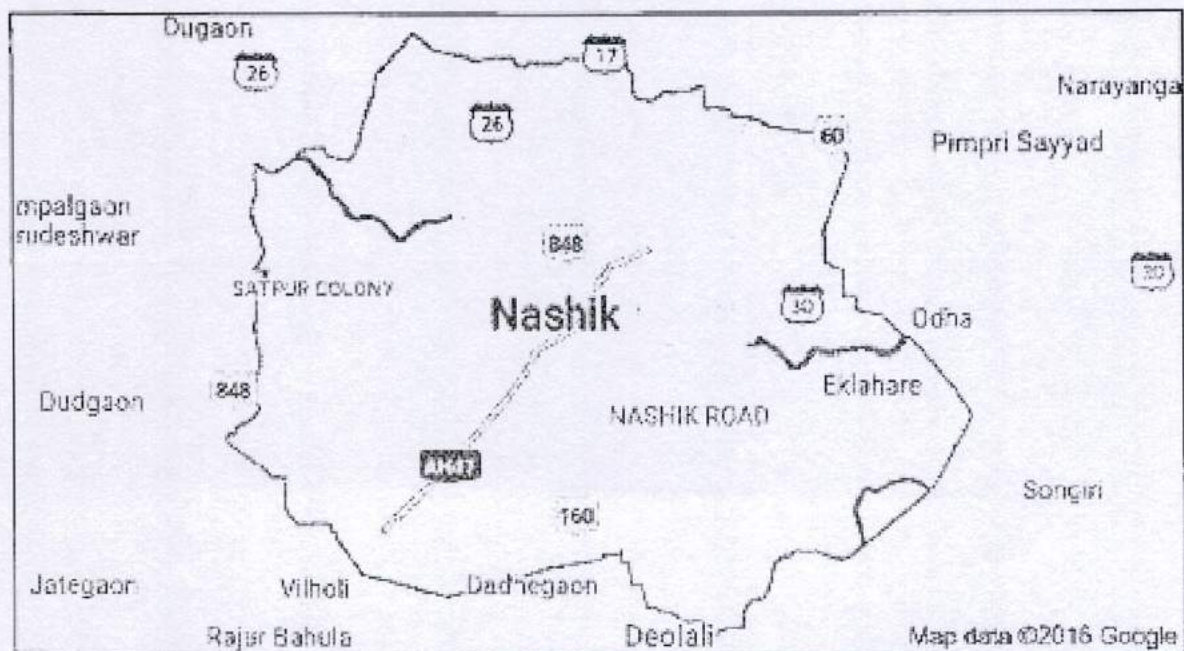 Dugaon
26
17
Narayanga
26
60
Pimpri Sayyad
mpalgaon
rudeshwar
848
30
SATPUR COLONY
30
Nashik
Odha
848
Dudgaon
Eklahare
NASHIK ROAD
AH47
Songiri
160
Jategaon
Vilholi
Dadhegaon
Rajur Bahula
Deolali
Map data ©2016 Google